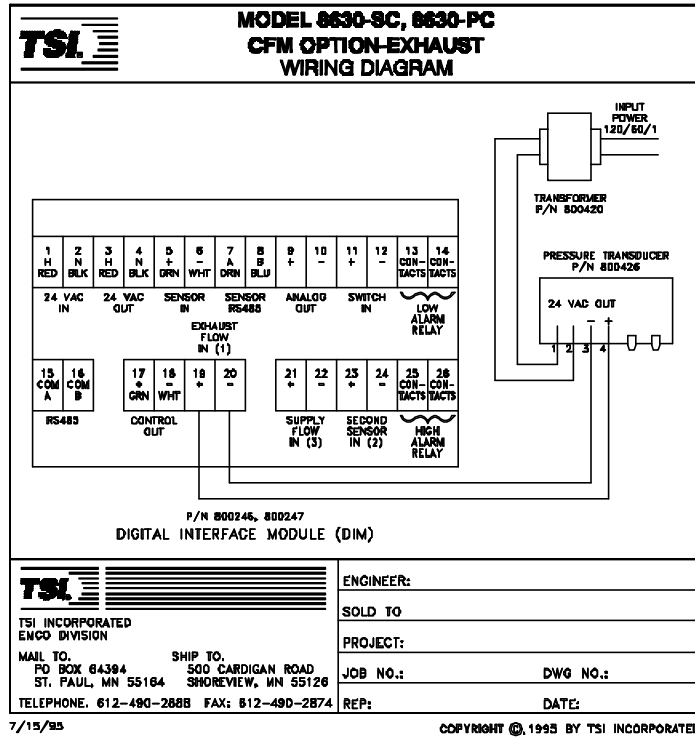 TSI
MODEL 8630-SC, 8630-PC
CFM OPTION-EXHAUST
WIRING DIAGRAM
INPUT
POWER
120/60/1
TRANSFORMER
P/N 800420
PRESSURE TRANSDUCER
P/N 800426
24 VAC OUT
- +
1 2 3 4
1 2 3 4 5 6 7 8 9 10 11 12 13 14
H N H N + - A B + - + - CON- CON-
RED BLK RED BLK GRN WHT ORN BLU TACTS TACTS
24 VAC 24 VAC SENSOR SENSOR ANALOG SWITCH LOW
IN OUT IN RS485 OUT IN ALARM
RELAY
EXHAUST
FLOW
IN (1)
15 16 17 18 19 20 21 22 23 24 25 26
COM COM + - + - + - + - CON- CON-
A B GRN WHT TACTS TACTS
RS485 CONTROL SUPPLY SECOND HIGH
OUT FLOW SENSOR ALARM
IN (3) IN (2) RELAY
P/N 800246, 800247
DIGITAL INTERFACE MODULE (DIM)
TSI
TSI INCORPORATED
EMCO DIVISION
MAIL TO. SHIP TO.
PO BOX 64394 500 CARDIGAN ROAD
ST. PAUL, MN 55164 SHOREVIEW, MN 55126
TELEPHONE. 612-490-2888 FAX: 612-490-2874
ENGINEER:
SOLD TO
PROJECT:
JOB NO.: DWG NO.:
REP: DATE:
7/15/95
COPYRIGHT ©, 1995 BY TSI INCORPORATED